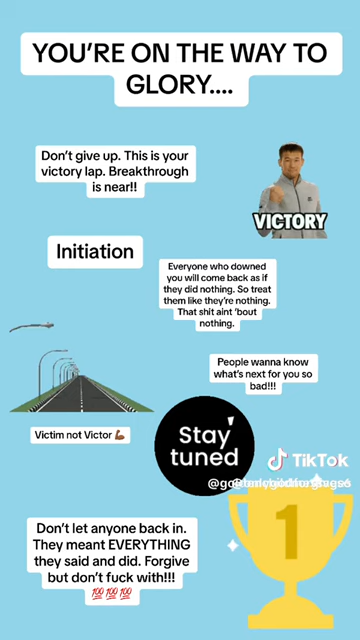 YOU’RE ON THE WAY TO
GLORY....
Don’t give up. This is your
victory lap. Breakthrough
is near!!
VICTORY
Initiation
Everyone who downed
you will come back as if
they did nothing. So treat
them like they’re nothing.
That shit aint ’bout
nothing.
People wanna know
what’s next for you so
bad!!!
Victim not Victor 💪🏾
Stay
tuned
TikTok
1
Don’t let anyone back in.
They meant EVERYTHING
they said and did. Forgive
but don’t fuck with!!!
💯💯💯